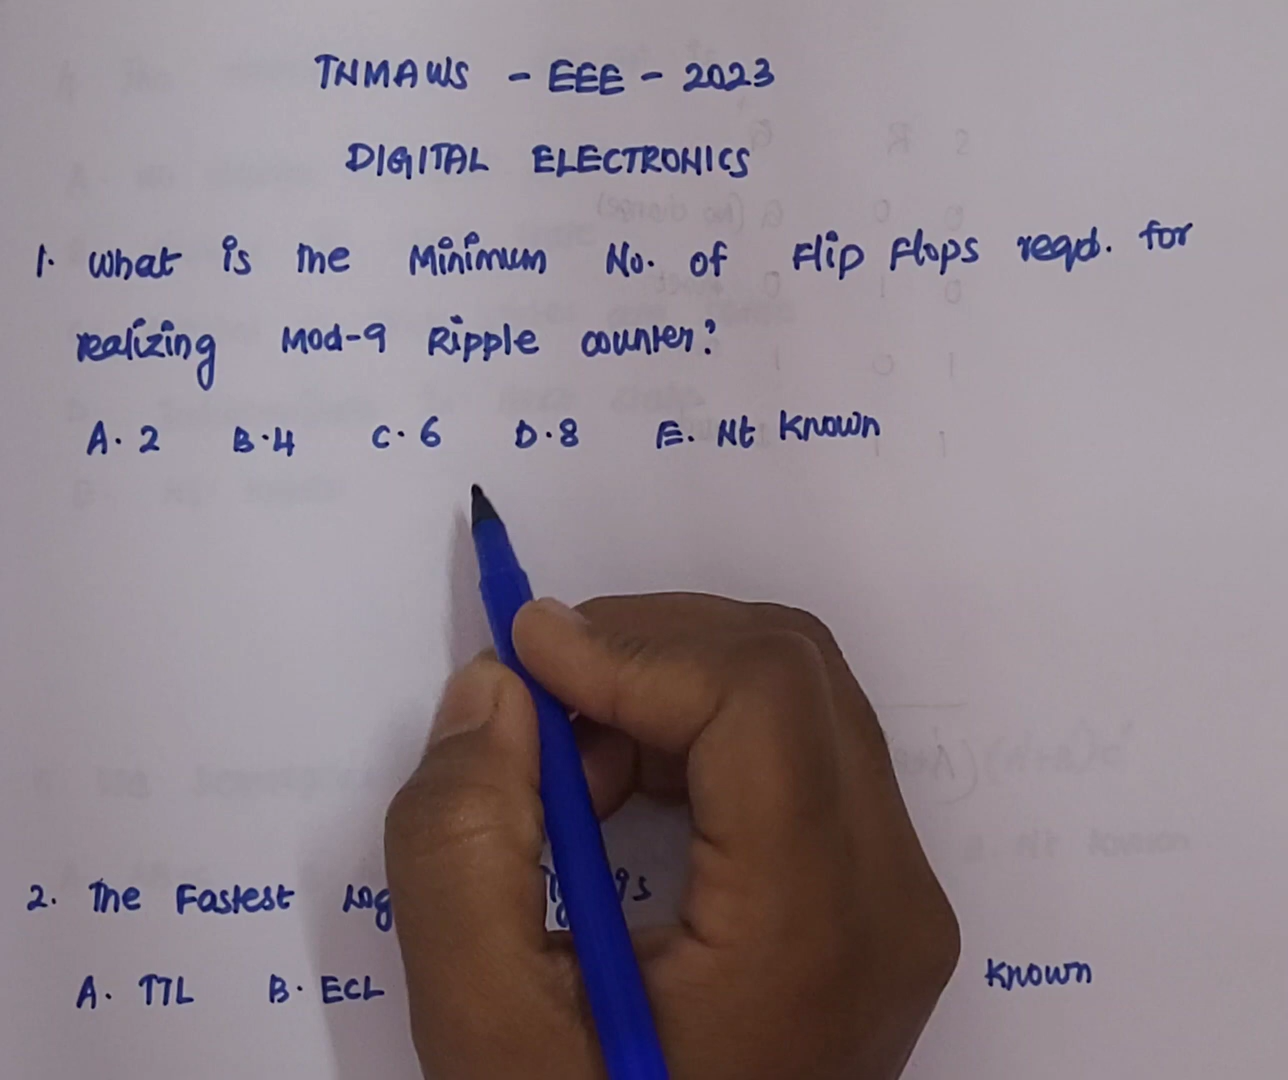 TNMAWS - EEE - 2023
DIGITAL ELECTRONICS
1. What is the Minimum No. of Flip Flops reqd. for
realizing Mod-9 Ripple counter?
A. 2 B. 4 C. 6 D. 8 E. Nt Known
2. The Fastest is
A. TTL B. ECL Known